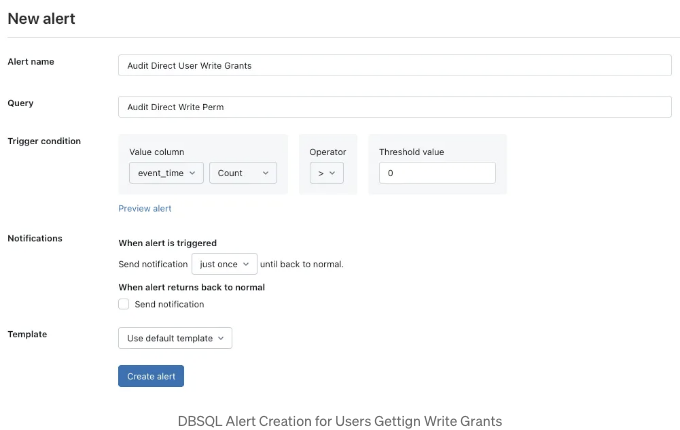 New alert
Alert name
Audit Direct User Write Grants
Query
Audit Direct Write Perm
Trigger condition
Value column
Operator
Threshold value
event_time
Count
>
0
Preview alert
Notifications
When alert is triggered
Send notification just once until back to normal.
When alert returns back to normal
Send notification
Template
Use default template
Create alert
DBSQL Alert Creation for Users Gettign Write Grants